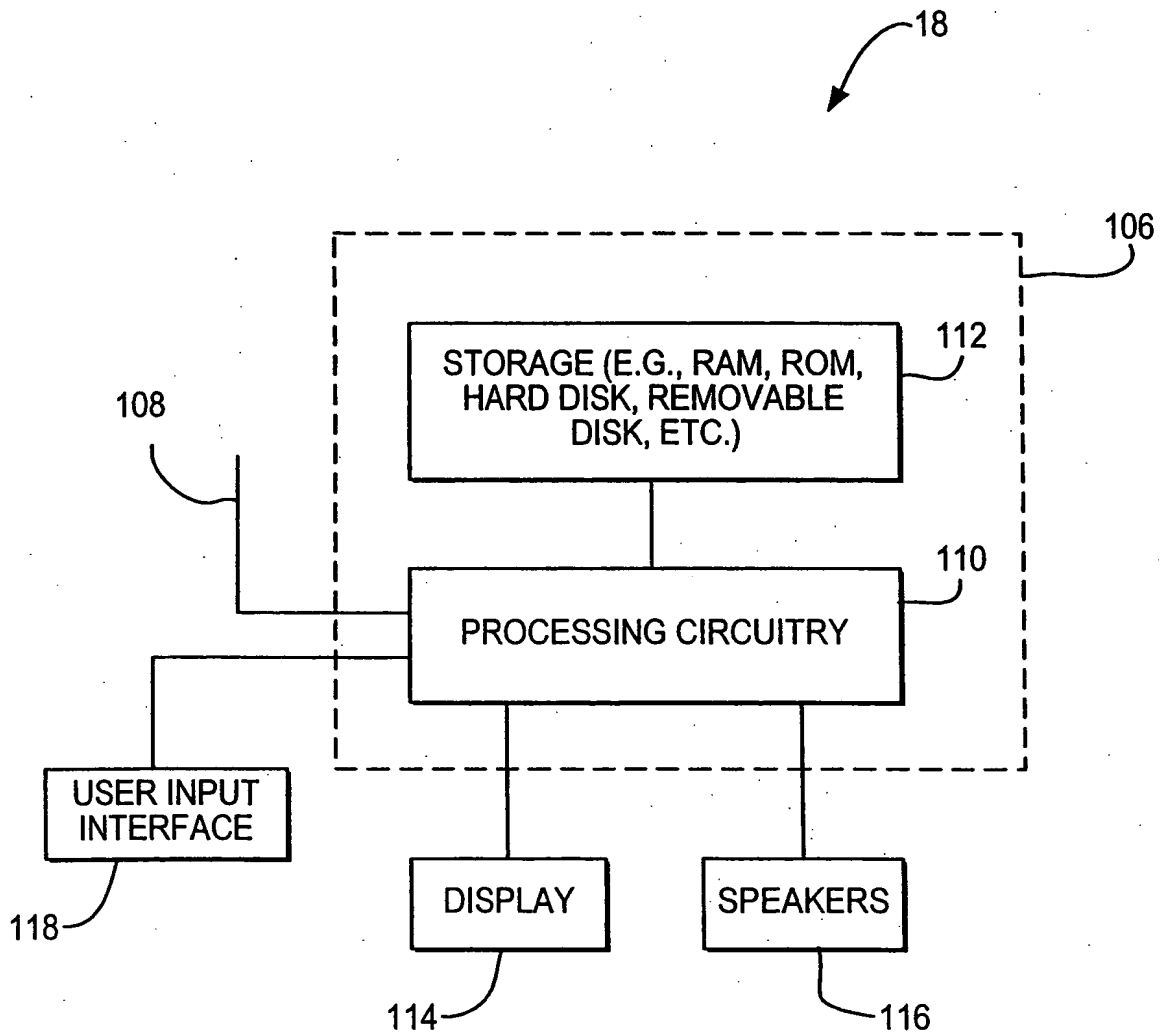 18
106
STORAGE (E.G., RAM, ROM,
HARD DISK, REMOVABLE
DISK, ETC.)
112
108
110
PROCESSING CIRCUITRY
USER INPUT
INTERFACE
118
DISPLAY
SPEAKERS
114
116